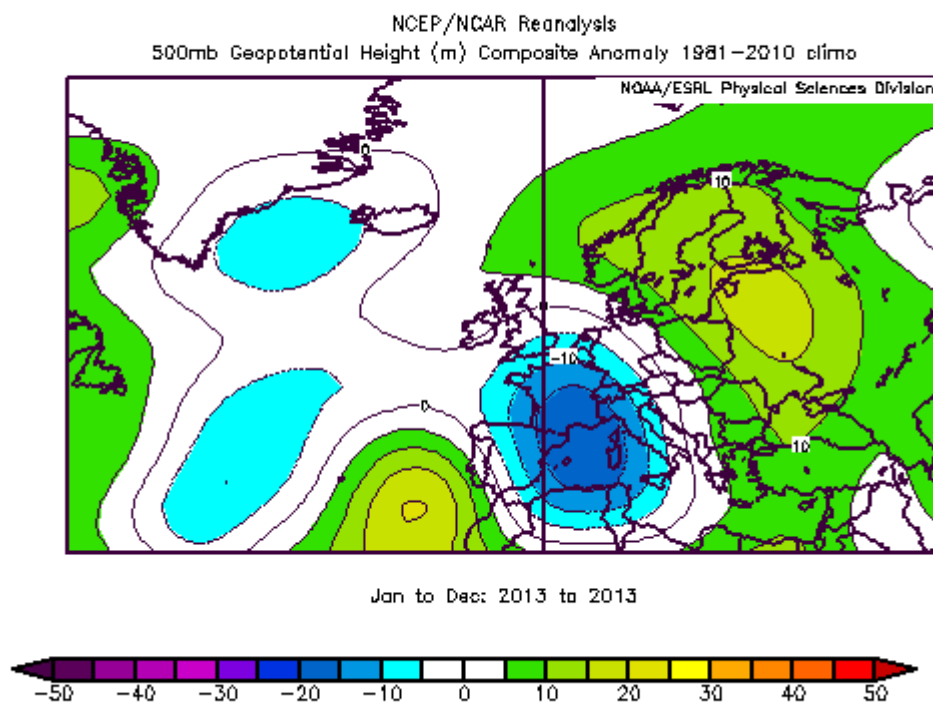 NCEP/NCAR Reanalysis
500mb Geopotential Height (m) Composite Anomaly 1981-2010 climo
NOAA/ESRL Physical Sciences Division
0
10
0
-10
0
10
Jan to Dec: 2013 to 2013
-50 -40 -30 -20 -10 0 10 20 30 40 50